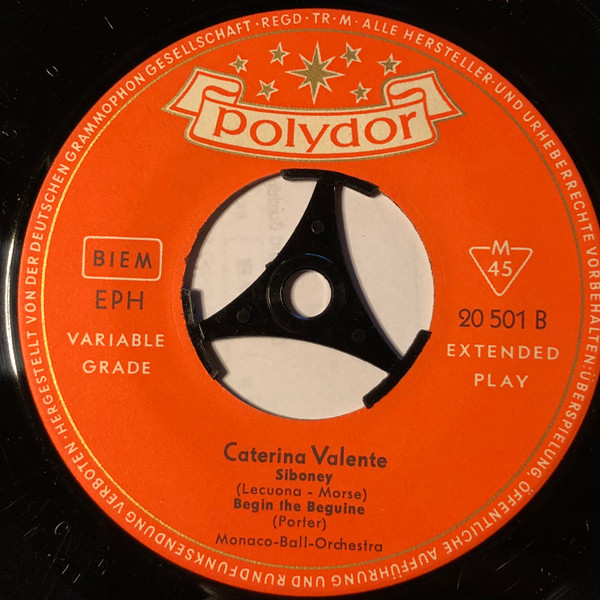 HERGESTELLT VON DER DEUTSCHEN GRAMMOPHON GESELLSCHAFT · REGD · TR · M · ALLE HERSTELLER- UND URHEBERRECHTE VORBEHALTEN: ÜBERSPIELUNG, ÖFFENTLICHE AUFFÜHRUNG UND RUNDFUNKSENDUNG VERBOTEN ·
Polydor
BIEM
EPH
VARIABLE
GRADE
M
45
20 501 B
EXTENDED
PLAY
Caterina Valente
Siboney
(Lecuona - Morse)
Begin the Beguine
(Porter)
Monaco-Ball-Orchestra